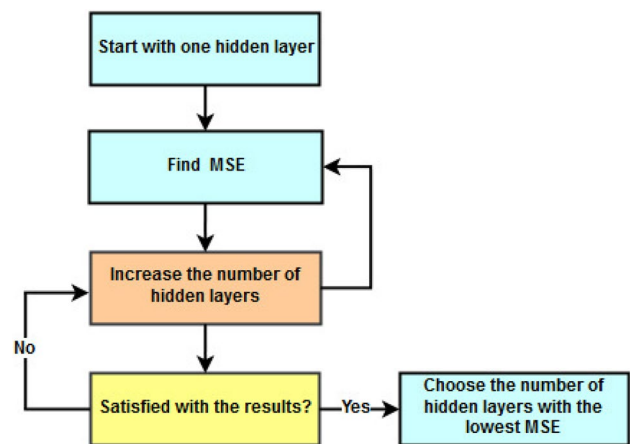 Start with one hidden layer
Find MSE
Increase the number of
hidden layers
No
Satisfied with the results?
Yes
Choose the number of
hidden layers with the
lowest MSE